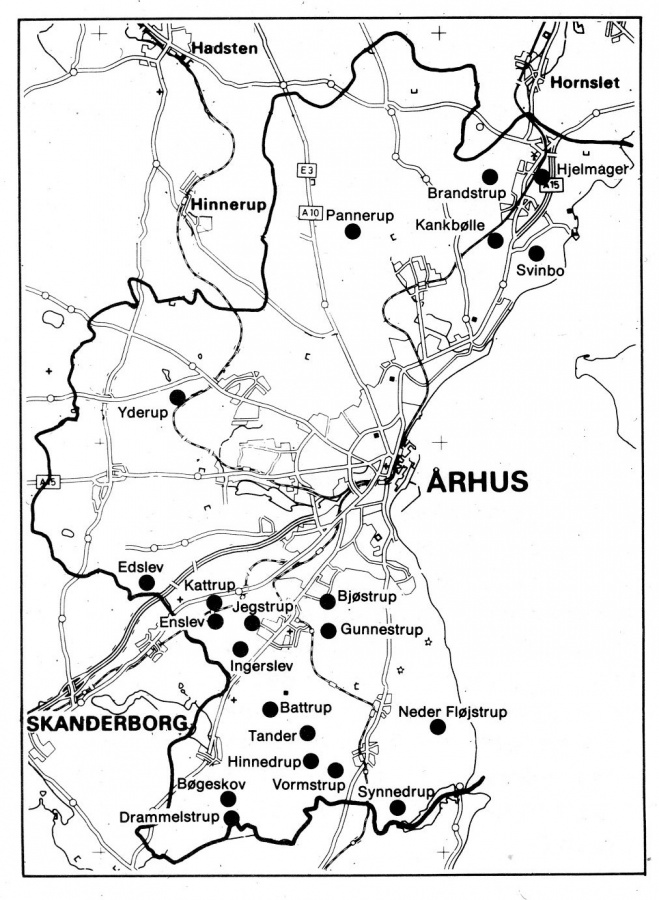 Hadsten
Hornslet
E3
Hjelmager
A15
Brandstrup
Hinnerup
A10
Pannerup
Kankbølle
Svinbo
Yderup
ÅRHUS
A15
Edslev
Kattrup
Jegstrup
Bjøstrup
Enslev
Gunnestrup
Ingerslev
Battrup
Neder Fløjstrup
SKANDERBORG
Tander
Hinnedrup
Vormstrup
Bøgeskov
Synnedrup
Drammelstrup